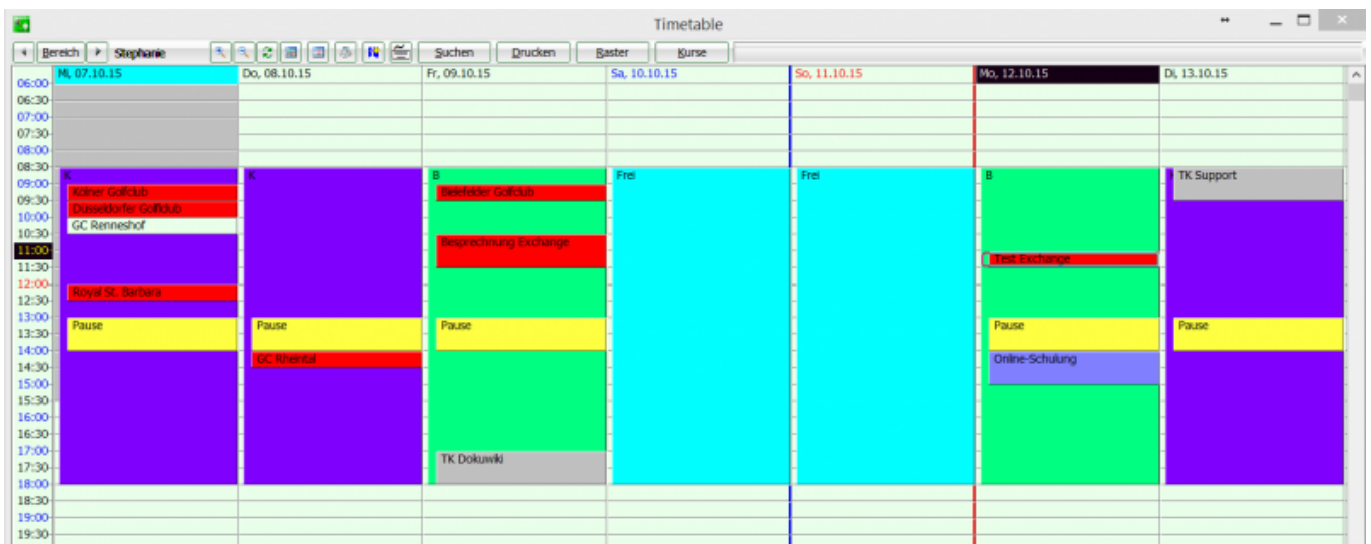 Timetable
Bereich Stephanie Suchen Drucken Raster Kurse
Mi, 07.10.15 Do, 08.10.15 Fr, 09.10.15 Sa, 10.10.15 So, 11.10.15 Mo, 12.10.15 Di, 13.10.15
06:00
06:30
07:00
07:30
08:00
08:30
K K B Frei Frei B TK Support
09:00
Kölner Golfclub Bielefelder Golfclub
09:30
Düsseldorfer Golfclub
10:00
GC Renneshof
10:30
Besprechnung Exchange
11:00
Test Exchange
11:30
12:00
Royal St. Barbara
12:30
13:00
Pause Pause Pause Pause Pause
13:30
14:00
GC Rheintal Online-Schulung
14:30
15:00
15:30
16:00
16:30
17:00
TK Dokuwiki
17:30
18:00
18:30
19:00
19:30